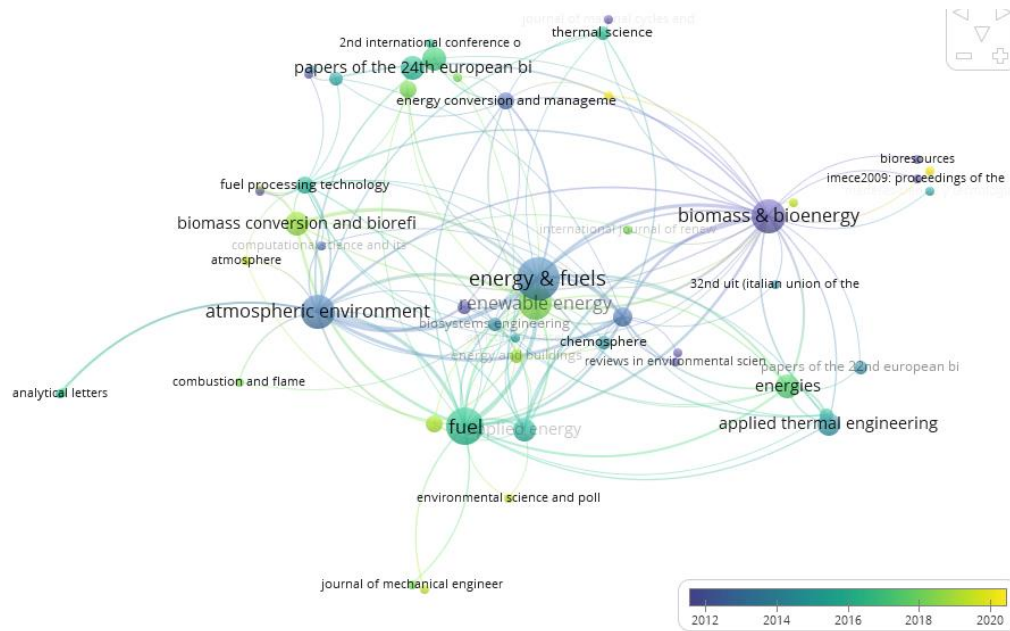 journal of material cycles and
thermal science
2nd international conference o
papers of the 24th european bi
energy conversion and manageme
bioresources
imece2009: proceedings of the
fuel processing technology
biomass & bioenergy
biomass conversion and biorefi
international journal of renew
computational science and its
atmosphere
energy & fuels
32nd uit (italian union of the
renewable energy
atmospheric environment
biosystems engineering
chemosphere
energy and buildings
reviews in environmental scien
papers of the 22nd european bi
combustion and flame
energies
analytical letters
applied thermal engineering
fuel
applied energy
environmental science and poll
journal of mechanical engineer
2012 2014 2016 2018 2020